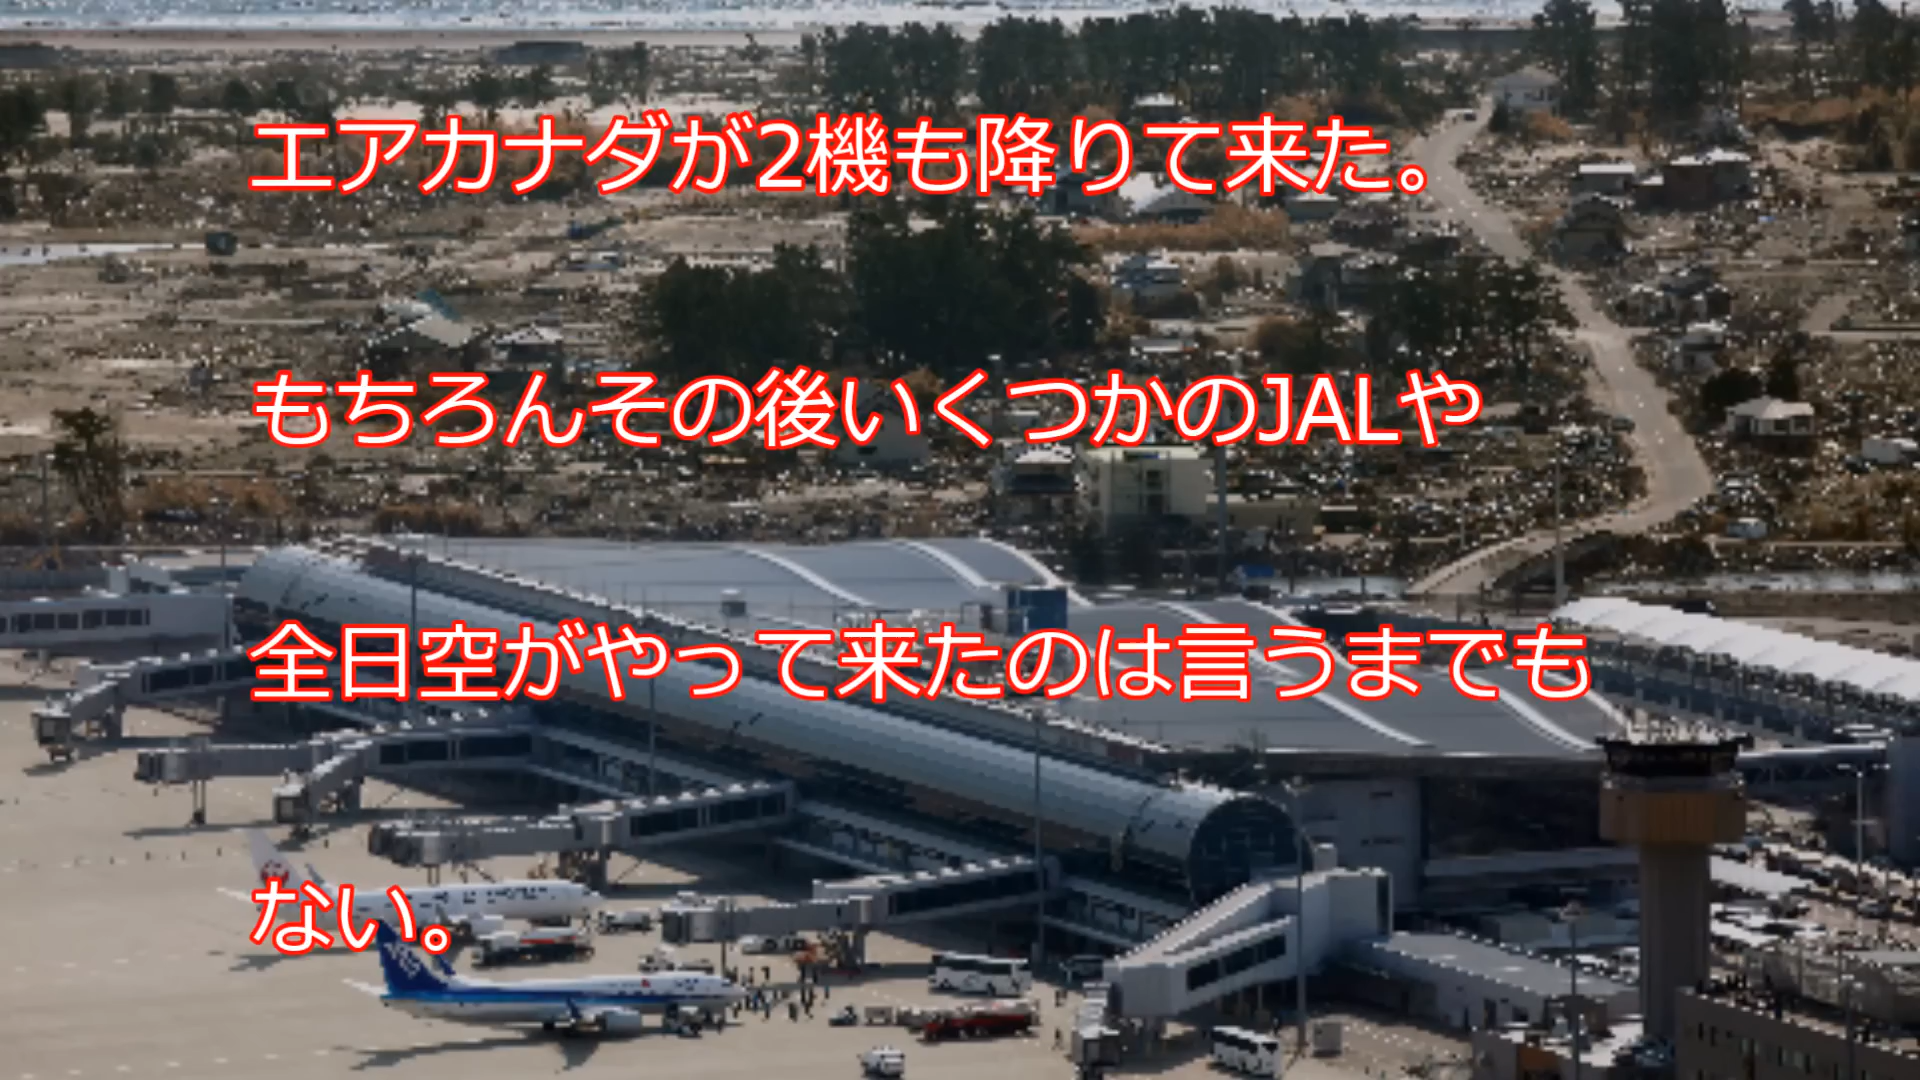 エアカナダが2機も降りて来た。
もちろんその後いくつかのJALや
全日空がやって来たのは言うまでも
ない。